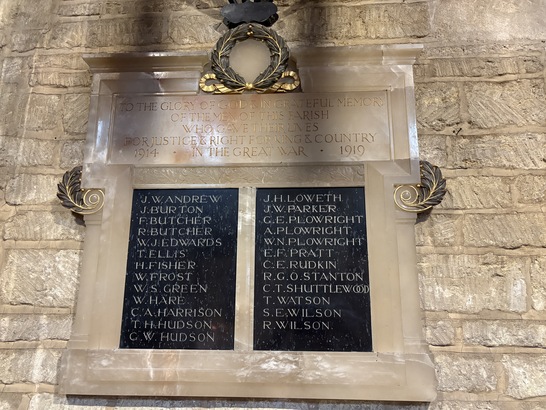 TO THE GLORY OF GOD & IN GRATEFUL MEMORY
OF THE MEN OF THIS PARISH
WHO GAVE THEIR LIVES
FOR JUSTICE & RIGHT FOR KING & COUNTRY
1914 • IN THE GREAT WAR • 1919
J.W.ANDREW
J.BURTON
F.BUTCHER
R.BUTCHER
W.J.EDWARDS
T.ELLIS
H.FISHER
W.FROST
W.S.GREEN
W.HARE
C.A.HARRISON
T.H.HUDSON
G.W.HUDSON
J.H.LOWETH
J.W.PARKER
G.E.PLOWRIGHT
A.PLOWRIGHT
W.N.PLOWRIGHT
E.F.PRATT
C.E.RUDKIN
R.G.O.STANTON
C.T.SHUTTLEWOOD
T.WATSON
S.E.WILSON
R.WILSON